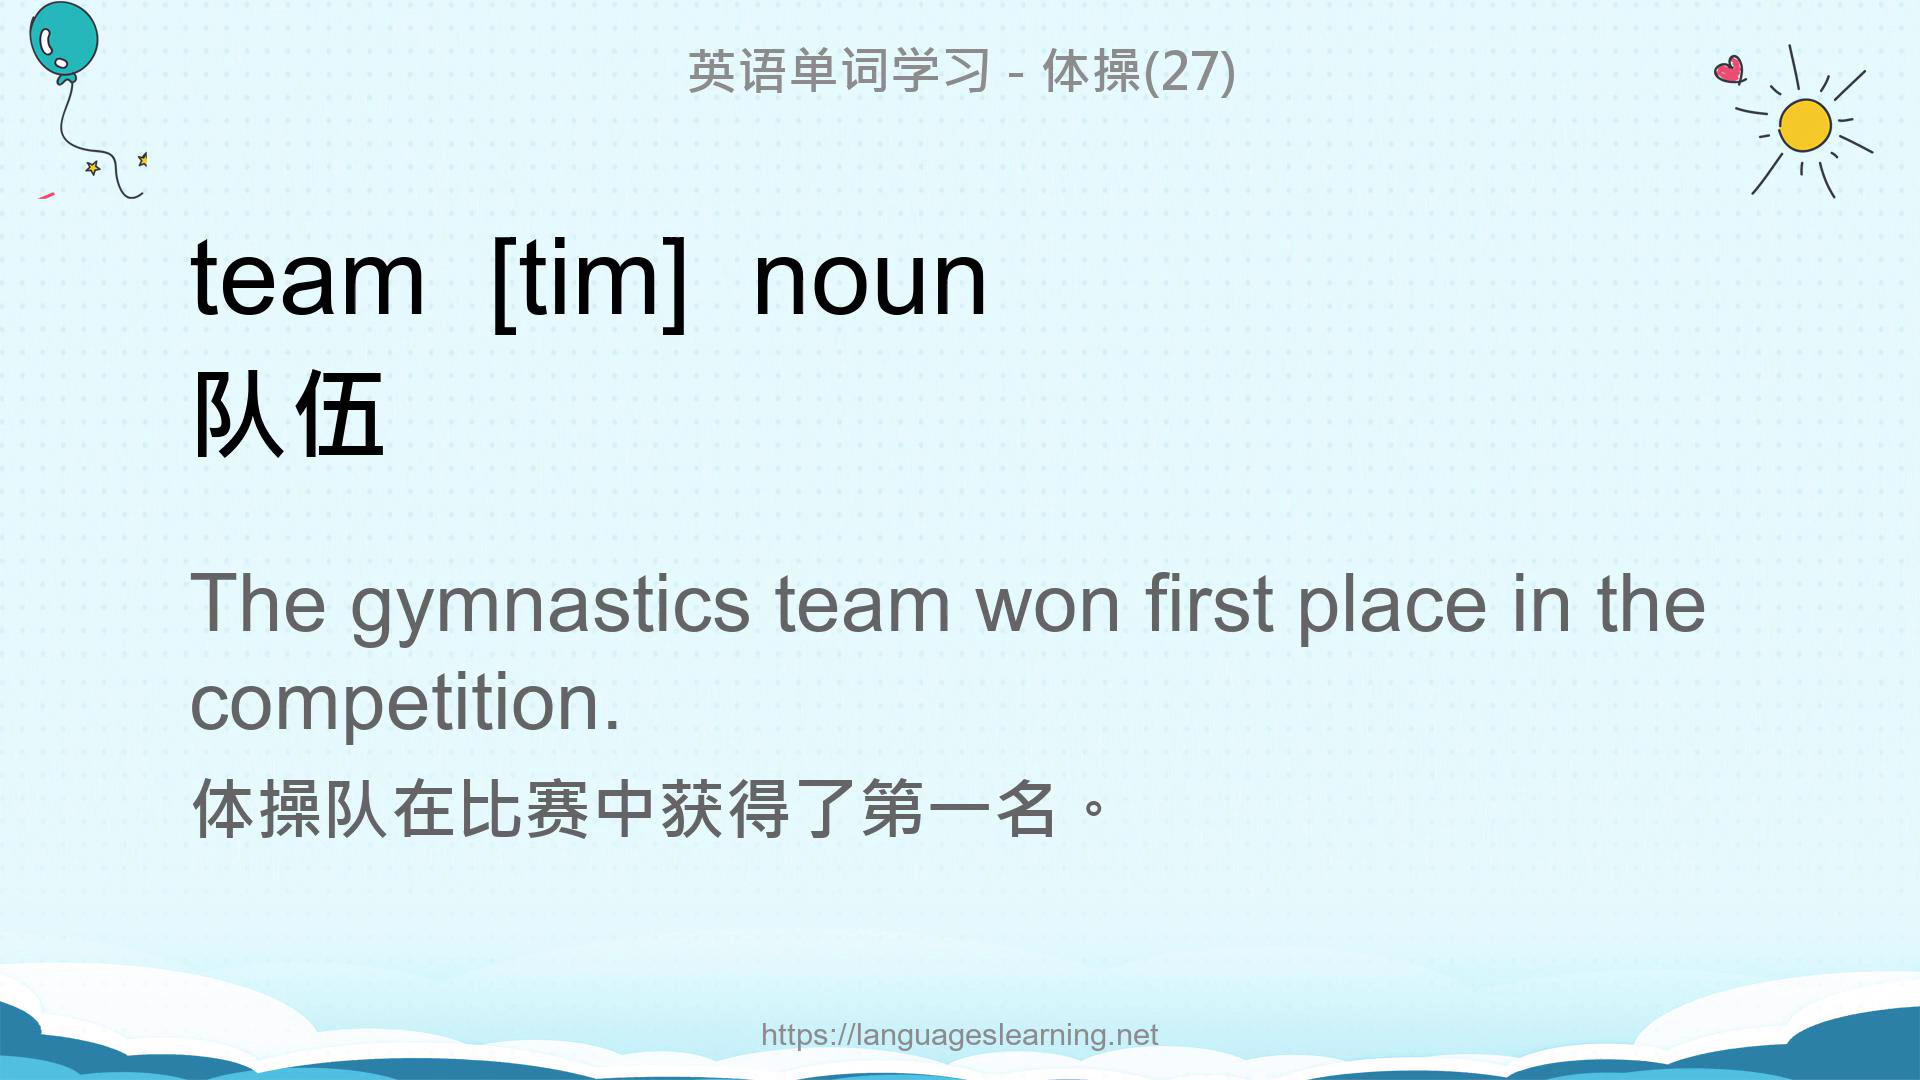 英语单词学习 - 体操(27)
team [tim] noun
队伍
The gymnastics team won first place in the
competition.
体操队在比赛中获得了第一名。
https://languageslearning.net